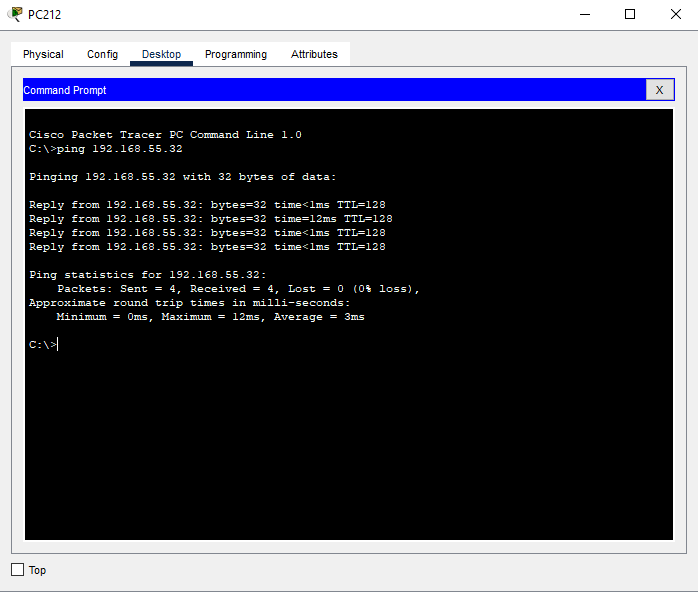 PC212
Physical Config Desktop Programming Attributes
Command Prompt X
Cisco Packet Tracer PC Command Line 1.0
C:\>ping 192.168.55.32
Pinging 192.168.55.32 with 32 bytes of data:
Reply from 192.168.55.32: bytes=32 time<1ms TTL=128
Reply from 192.168.55.32: bytes=32 time=12ms TTL=128
Reply from 192.168.55.32: bytes=32 time<1ms TTL=128
Reply from 192.168.55.32: bytes=32 time<1ms TTL=128
Ping statistics for 192.168.55.32:
Packets: Sent = 4, Received = 4, Lost = 0 (0% loss),
Approximate round trip times in milli-seconds:
Minimum = 0ms, Maximum = 12ms, Average = 3ms
C:\>
Top